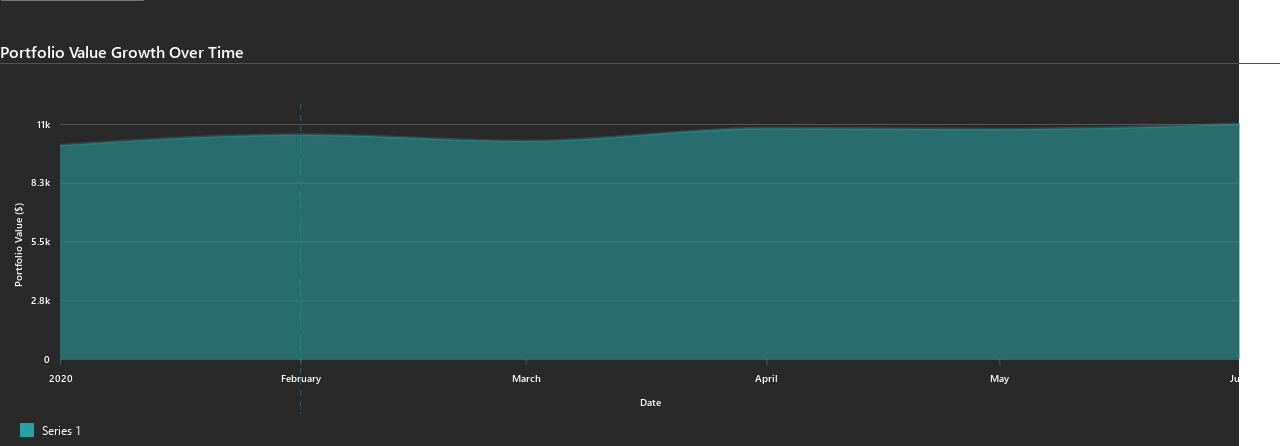 Portfolio Value Growth Over Time
11k
8.3k
5.5k
2.8k
0
Portfolio Value ($)
2020 February March April May Ju
Date
Series 1